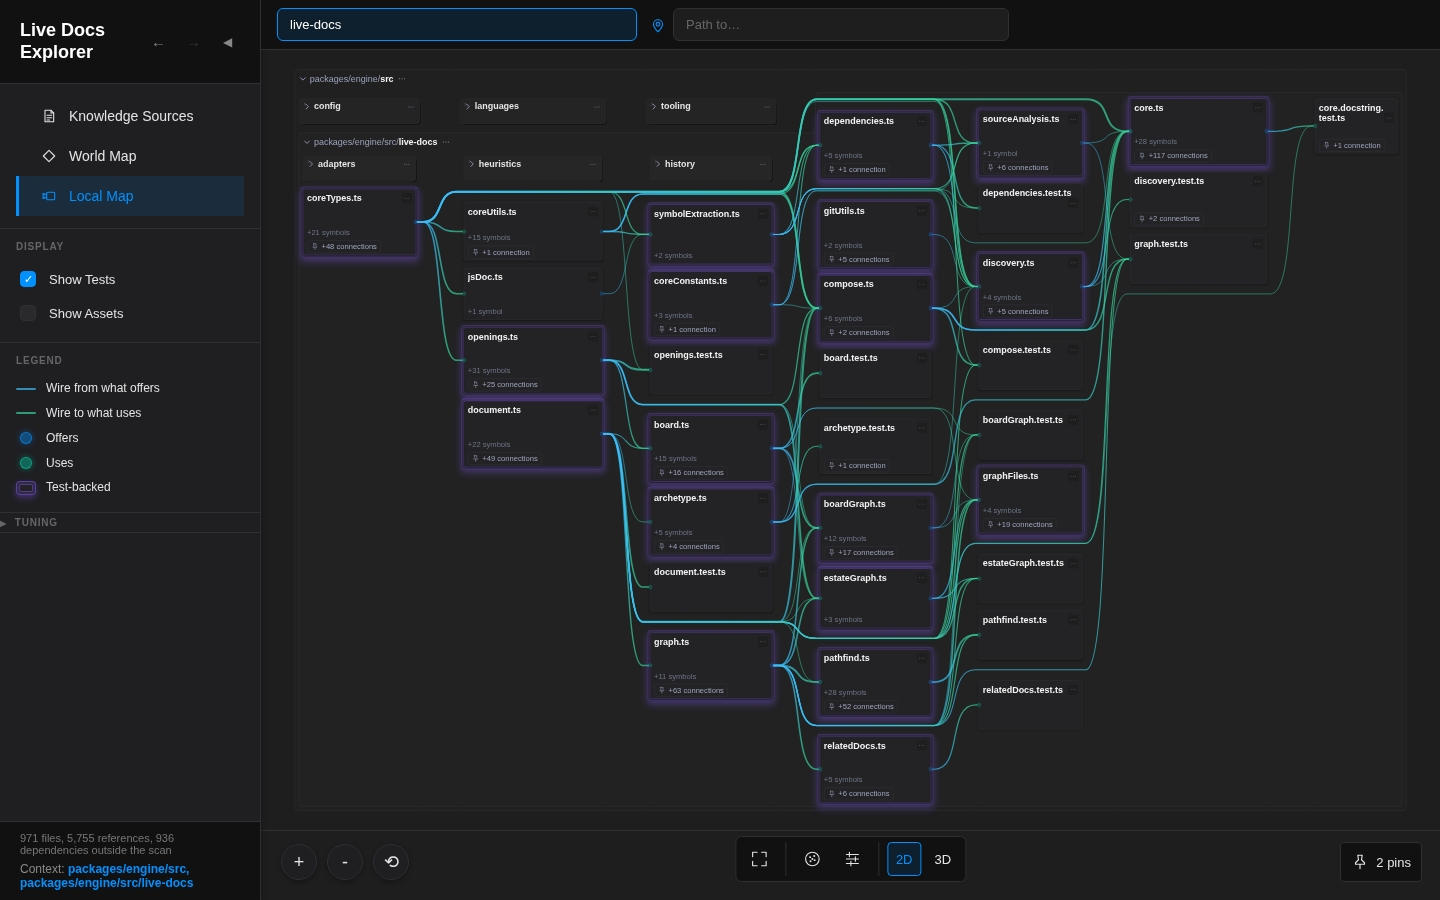 Live Docs
Explorer
← → ◀
Knowledge Sources
World Map
Local Map
DISPLAY
✓ Show Tests
Show Assets
LEGEND
Wire from what offers
Wire to what uses
Offers
Uses
Test-backed
▶ TUNING
971 files, 5,755 references, 936
dependencies outside the scan
Context: packages/engine/src,
packages/engine/src/live-docs
live-docs
Path to…
packages/engine/src ···
config ···
languages ···
tooling ···
packages/engine/src/live-docs ···
adapters ···
heuristics ···
history ···
coreTypes.ts
+21 symbols
+48 connections
coreUtils.ts
+15 symbols
+1 connection
jsDoc.ts
+1 symbol
openings.ts
+31 symbols
+25 connections
document.ts
+22 symbols
+49 connections
symbolExtraction.ts
+2 symbols
coreConstants.ts
+3 symbols
+1 connection
openings.test.ts
board.ts
+15 symbols
+16 connections
archetype.ts
+5 symbols
+4 connections
document.test.ts
graph.ts
+11 symbols
+63 connections
dependencies.ts
+5 symbols
+1 connection
gitUtils.ts
+2 symbols
+5 connections
compose.ts
+6 symbols
+2 connections
board.test.ts
archetype.test.ts
+1 connection
boardGraph.ts
+12 symbols
+17 connections
estateGraph.ts
+3 symbols
pathfind.ts
+28 symbols
+52 connections
relatedDocs.ts
+5 symbols
+6 connections
sourceAnalysis.ts
+1 symbol
+6 connections
dependencies.test.ts
discovery.ts
+4 symbols
+5 connections
compose.test.ts
boardGraph.test.ts
graphFiles.ts
+4 symbols
+19 connections
estateGraph.test.ts
pathfind.test.ts
relatedDocs.test.ts
core.ts
+28 symbols
+117 connections
discovery.test.ts
+2 connections
graph.test.ts
core.docstring.
test.ts
+1 connection
+ - ⟲
2D 3D
2 pins